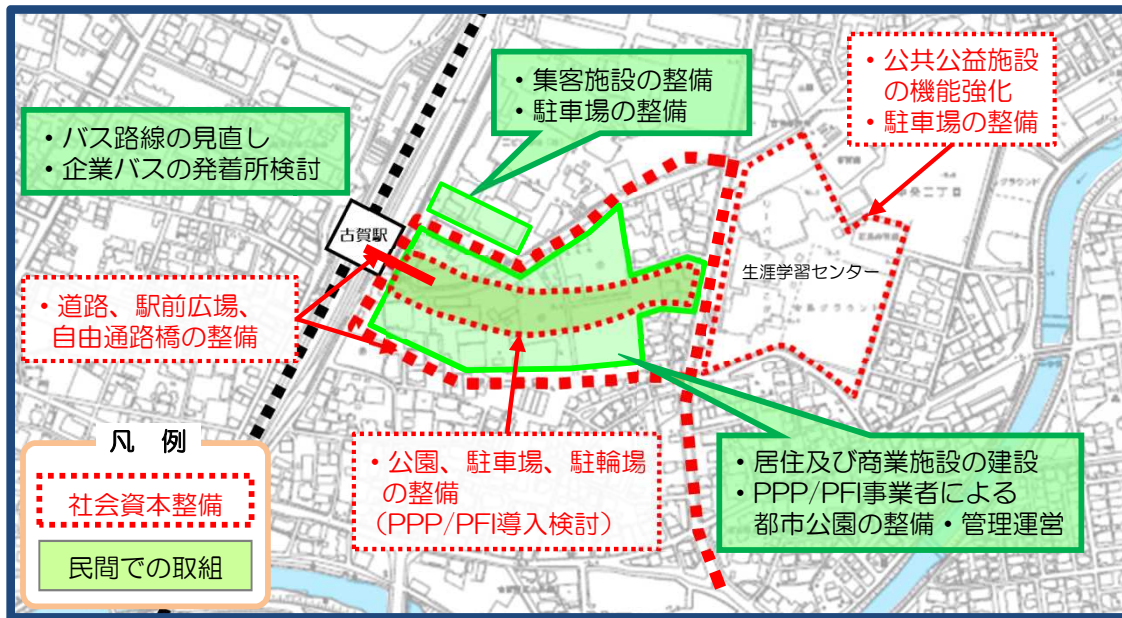 ・バス路線の見直し
・企業バスの発着所検討
・集客施設の整備
・駐車場の整備
・公共公益施設
の機能強化
・駐車場の整備
古賀駅
生涯学習センター
・道路、駅前広場、
自由通路橋の整備
・公園、駐車場、駐輪場
の整備
（PPP/PFI導入検討）
・居住及び商業施設の建設
・PPP/PFI事業者による
都市公園の整備・管理運営
凡 例
社会資本整備
民間での取組